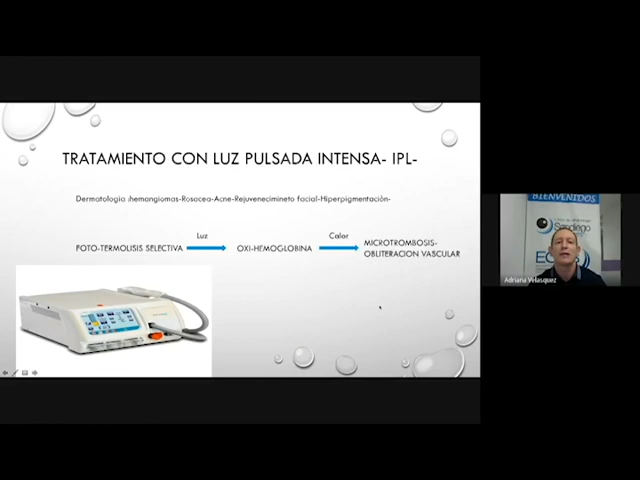 TRATAMIENTO CON LUZ PULSADA INTENSA- IPL-
Dermatologia :hemangiomas-Rosacea-Acne-Rejuvenecimineto facial-Hiperpigmentación-
Luz
Calor
FOTO-TERMOLISIS SELECTIVA
OXI-HEMOGLOBINA
MICROTROMBOSIS-
OBLITERACION VASCULAR
BIENVENIDOS
Sandiego
Adriana Velasquez